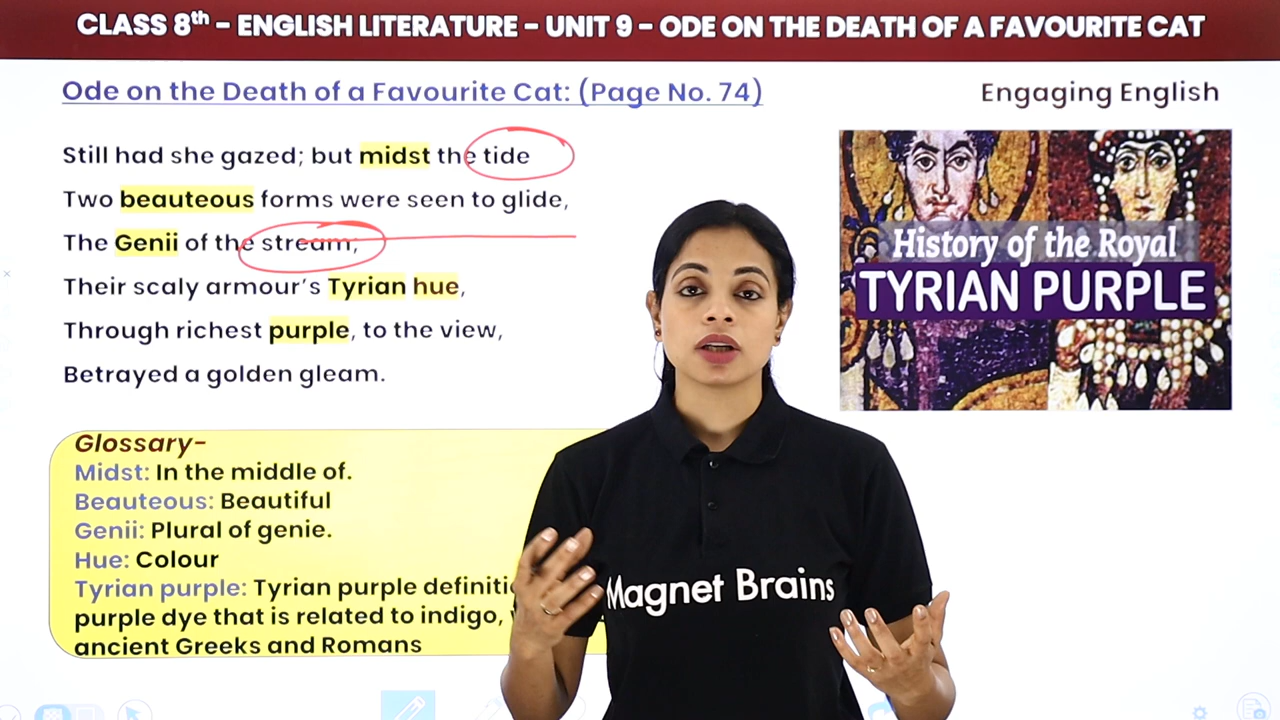 CLASS 8th - ENGLISH LITERATURE - UNIT 9 - ODE ON THE DEATH OF A FAVOURITE CAT
Ode on the Death of a Favourite Cat: (Page No. 74)
Engaging English
Still had she gazed; but midst the tide
Two beauteous forms were seen to glide,
The Genii of the stream;
Their scaly armour's Tyrian hue,
Through richest purple, to the view,
Betrayed a golden gleam.
History of the Royal
TYRIAN PURPLE
Glossary-
Midst: In the middle of.
Beauteous: Beautiful
Genii: Plural of genie.
Hue: Colour
Tyrian purple: Tyrian purple
purple dye that is related to indigo,
ancient Greeks and Romans
Magnet Brains